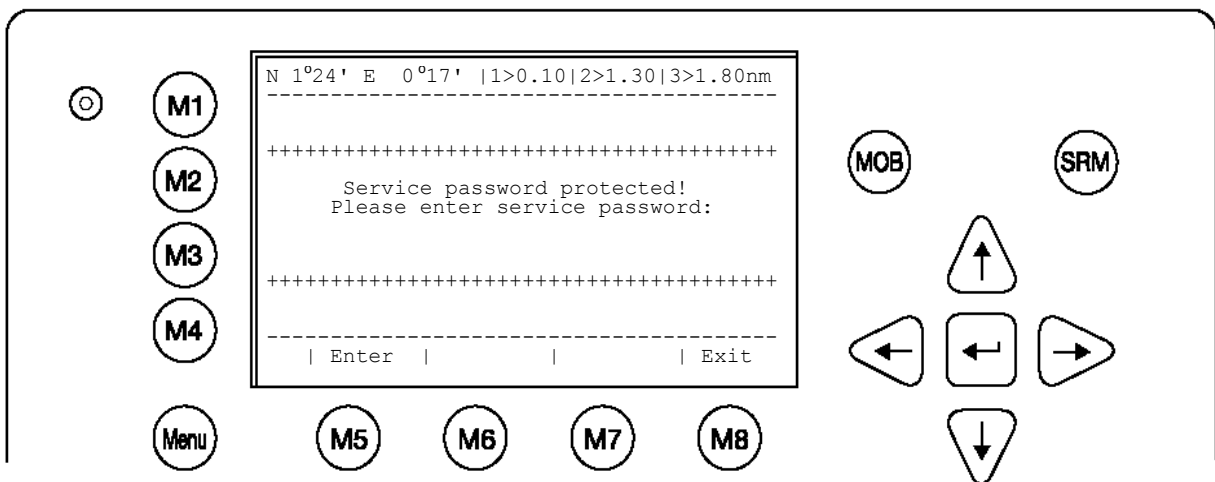 N 1°24' E 0°17' |1>0.10|2>1.30|3>1.80nm
----------------------------------------
M1
++++++++++++++++++++++++++++++++++++++++
MOB
SRM
M2
Service password protected!
Please enter service password:
M3
++++++++++++++++++++++++++++++++++++++++
M4
----------------------------------------
| Enter | | | Exit
Menu
M5
M6
M7
M8